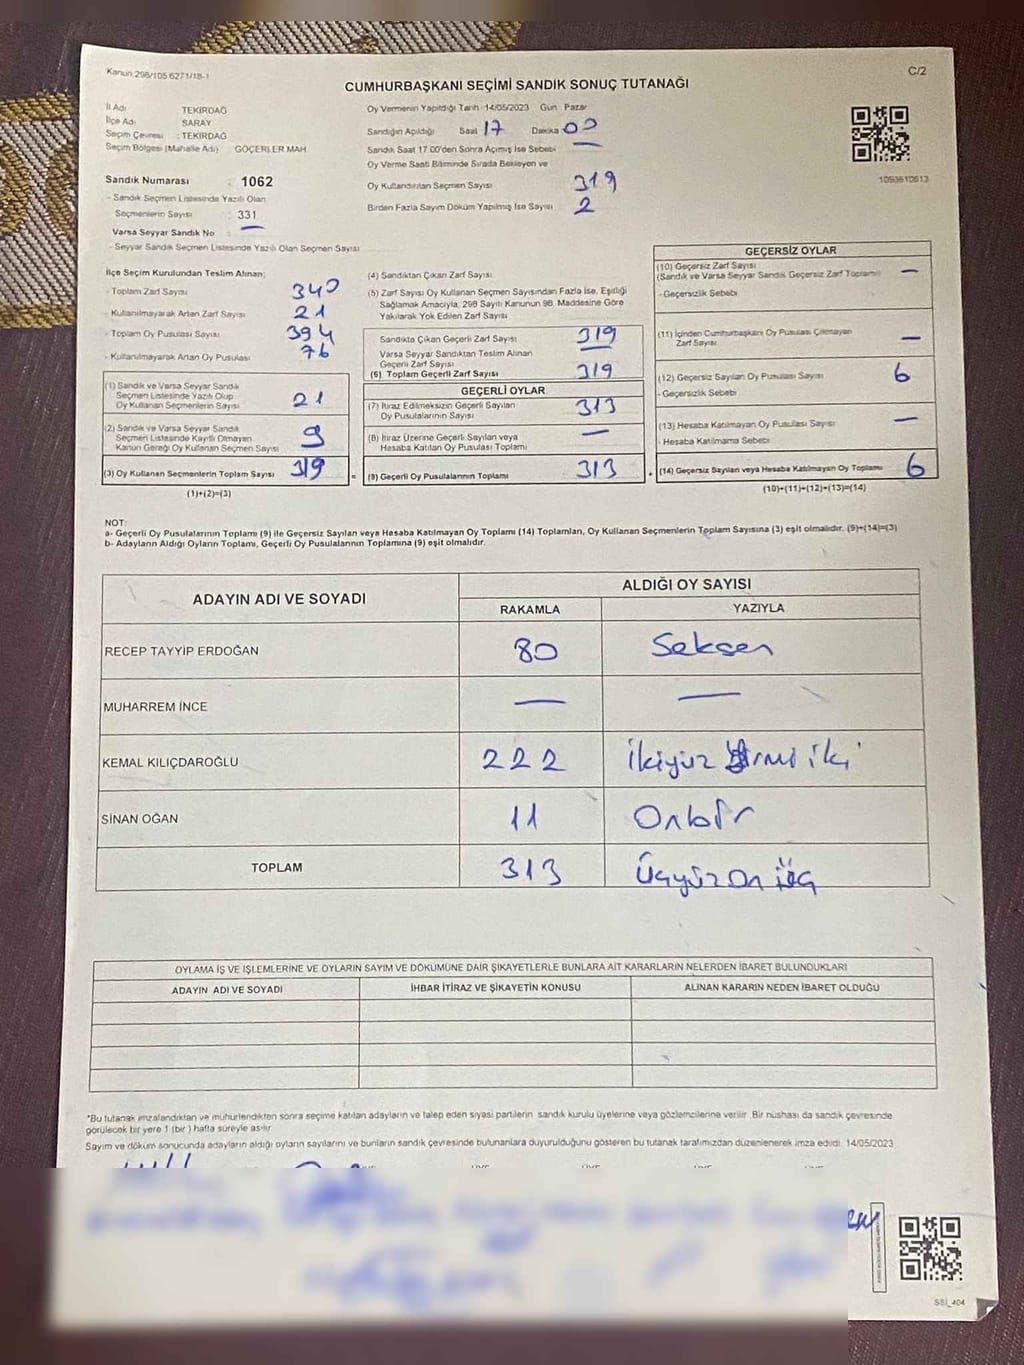 Kanun 298/105 6271/18-1
C/2
CUMHURBAŞKANI SEÇİMİ SANDIK SONUÇ TUTANAĞI
İl Adı TEKİRDAĞ
İlçe Adı SARAY
Seçim Çevresi : TEKİRDAĞ
Seçim Bölgesi (Mahalle Adı) GÖÇERLER MAH.
Sandık Numarası : 1062
- Sandık Seçmen Listesinde Yazılı Olan
Seçmenlerin Sayısı : 331
Varsa Seyyar Sandık No —
- Seyyar Sandık Seçmen Listesinde Yazılı Olan Seçmen Sayısı
Oy Vermenin Yapıldığı Tarih 14/05/2023 Gün Pazar
Sandığın Açıldığı Saat 17 Dakika 00
Sandık Saat 17.00'den Sonra Açılmış İse Sebebi —
Oy Verme Saati Bitiminde Sırada Bekleyen ve
Oy Kullandırılan Seçmen Sayısı 319
Birden Fazla Sayım Döküm Yapılmış İse Sayısı 2
1093610613
İlçe Seçim Kurulundan Teslim Alınan;
- Toplam Zarf Sayısı 340
- Kullanılmayarak Artan Zarf Sayısı 21
- Toplam Oy Pusulası Sayısı 394
- Kullanılmayarak Artan Oy Pusulası 76
(1) Sandık ve Varsa Seyyar Sandık
Seçmen Listesinde Yazılı Olup
Oy Kullanan Seçmenlerin Sayısı 21
(2) Sandık ve Varsa Seyyar Sandık
Seçmen Listesinde Kayıtlı Olmayan
Kanun Gereği Oy Kullanan Seçmen Sayısı 9
(3) Oy Kullanan Seçmenlerin Toplam Sayısı 319
(1)+(2)=(3)
(4) Sandıktan Çıkan Zarf Sayısı
(5) Zarf Sayısı Oy Kullanan Seçmen Sayısından Fazla İse, Eşitliği
Sağlamak Amacıyla, 298 Sayılı Kanunun 98. Maddesine Göre
Yakılarak Yok Edilen Zarf Sayısı
Sandıkta Çıkan Geçerli Zarf Sayısı 319
Varsa Seyyar Sandıktan Teslim Alınan
Geçerli Zarf Sayısı —
(6) Toplam Geçerli Zarf Sayısı 319
GEÇERLİ OYLAR
(7) İtiraz Edilmeksizin Geçerli Sayılan
Oy Pusulalarının Sayısı 313
(8) İtiraz Üzerine Geçerli Sayılan veya
Hesaba Katılan Oy Pusulası Toplamı —
= (9) Geçerli Oy Pusulalarının Toplamı 313 +
GEÇERSİZ OYLAR
(10) Geçersiz Zarf Sayısı
(Sandık ve Varsa Seyyar Sandık Geçersiz Zarf Toplamı) —
- Geçersizlik Sebebi
(11) İçinden Cumhurbaşkanı Oy Pusulası Çıkmayan
Zarf Sayısı —
(12) Geçersiz Sayılan Oy Pusulası Sayısı 6
- Geçersizlik Sebebi
(13) Hesaba Katılmayan Oy Pusulası Sayısı —
- Hesaba Katılmama Sebebi
(14) Geçersiz Sayılan veya Hesaba Katılmayan Oy Toplamı 6
(10)+(11)+(12)+(13)=(14)
NOT:
a- Geçerli Oy Pusulalarının Toplamı (9) ile Geçersiz Sayılan veya Hesaba Katılmayan Oy Toplamı (14) Toplamları, Oy Kullanan Seçmenlerin Toplam Sayısına (3) eşit olmalıdır. (9)+(14)=(3)
b- Adayların Aldığı Oyların Toplamı, Geçerli Oy Pusulalarının Toplamına (9) eşit olmalıdır.
ADAYIN ADI VE SOYADI
ALDIĞI OY SAYISI
RAKAMLA YAZIYLA
RECEP TAYYİP ERDOĞAN 80 Seksen
MUHARREM İNCE — —
KEMAL KILIÇDAROĞLU 222 İkiyüz yirmi iki
SİNAN OĞAN 11 Onbir
TOPLAM 313 Üçyüz On üç
OYLAMA İŞ VE İŞLEMLERİNE VE OYLARIN SAYIM VE DÖKÜMÜNE DAİR ŞİKAYETLERLE BUNLARA AİT KARARLARIN NELERDEN İBARET BULUNDUKLARI
ADAYIN ADI VE SOYADI İHBAR İTİRAZ VE ŞİKAYETİN KONUSU ALINAN KARARIN NEDEN İBARET OLDUĞU
*Bu tutanak imzalandıktan ve mühürlendikten sonra seçime katılan adayların ve talep eden siyasi partilerin sandık kurulu üyelerine veya gözlemcilerine verilir. Bir nüshası da sandık çevresinde
görülecek bir yere 1 (bir) hafta süreyle asılır.
Sayım ve döküm sonucunda adayların aldığı oyların sayılarını ve bunların sandık çevresinde bulunanlara duyurulduğunu gösteren bu tutanak tarafımızdan düzenlenerek imza edildi. 14/05/2023
SSİ_404